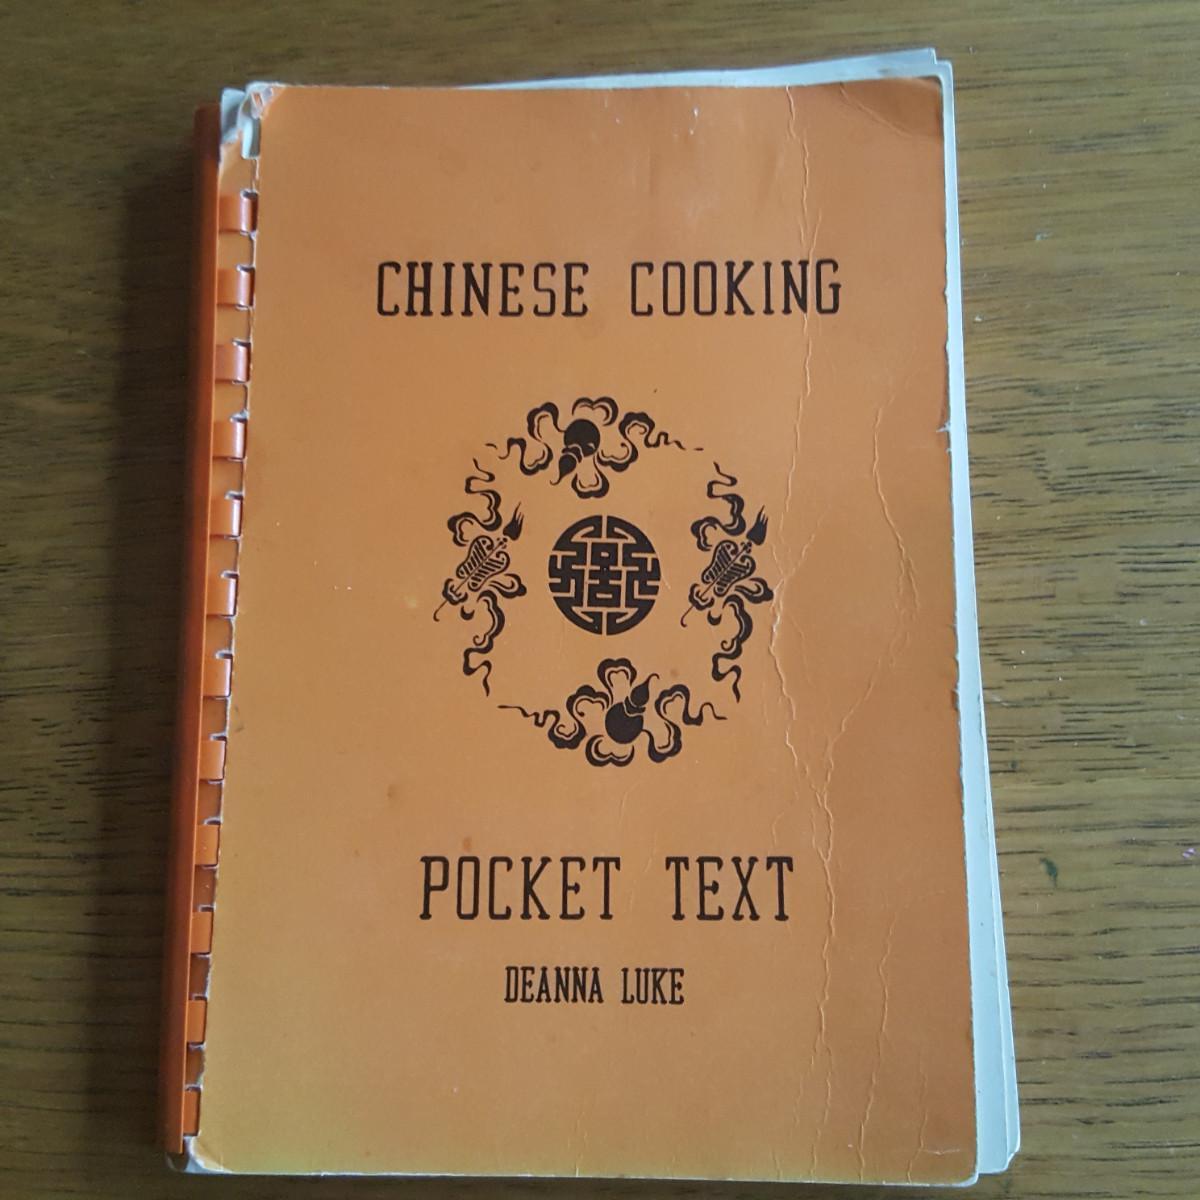 CHINESE COOKING
POCKET TEXT
DEANNA LUKE